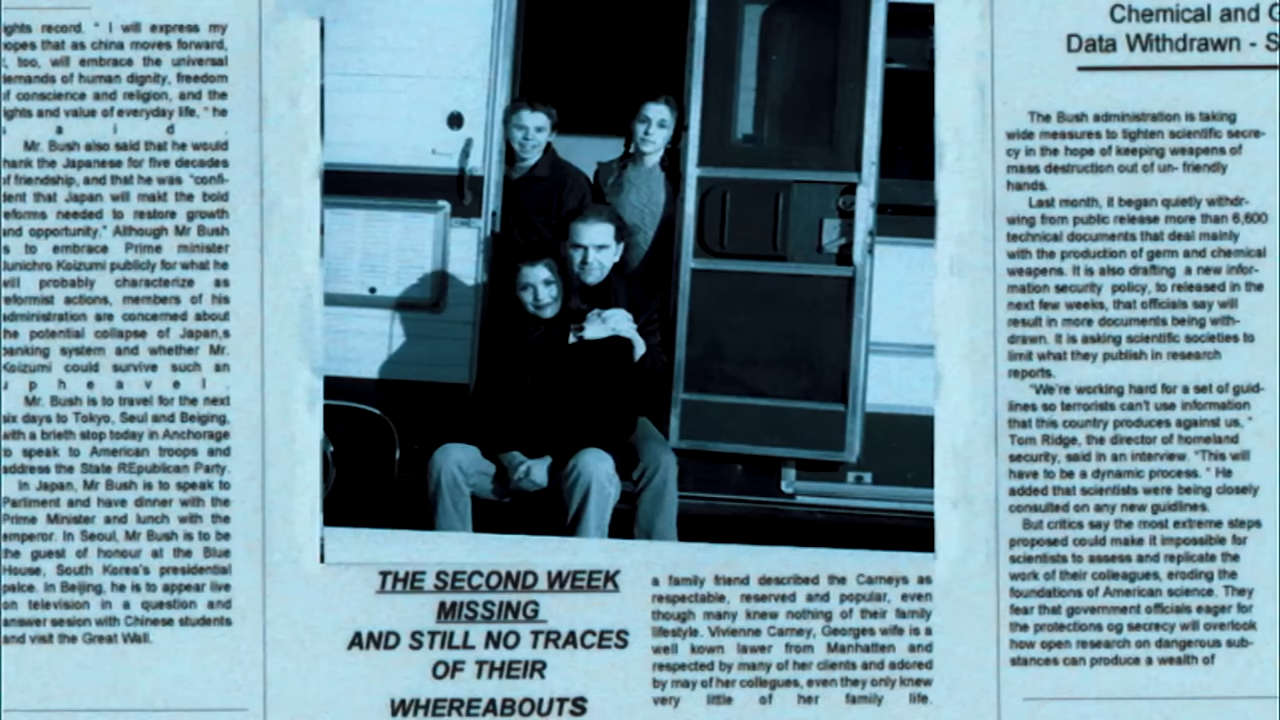 ights record. " I will express my
opes that as china moves forward,
t, too, will embrace the universal
demands of human dignity, freedom
of conscience and religion, and the
ights and value of everyday life, " he
s a i d .
Mr. Bush also said that he would
hank the Japanese for five decades
of friendship, and that he was "confi-
dent that Japan will makt the bold
eforms needed to restore growth
and opportunity." Although Mr Bush
is to embrace Prime minister
Junichro Koizumi publicly for what he
will probably characterize as
reformist actions, members of his
administration are concerned about
the potential collapse of Japan,s
banking system and whether Mr.
Koizumi could survive such an
u p h e a v e l .
Mr. Bush is to travel for the next
six days to Tokyo, Seul and Beiging,
with a brieth stop today in Anchorage
to speak to American troops and
address the State REpublican Party.
In Japan, Mr Bush is to speak to
Parliment and have dinner with the
Prime Minister and lunch with the
emperor. In Seoul, Mr Bush is to be
the guest of honour at the Blue
House, South Korea's presidential
palce. In Beijing, he is to appear live
on television in a question and
answer sesion with Chinese students
and visit the Great Wall.
THE SECOND WEEK
MISSING
AND STILL NO TRACES
OF THEIR
WHEREABOUTS
a family friend described the Carneys as
respectable, reserved and popular, even
though many knew nothing of their family
lifestyle. Vivienne Carney, Georges wife is a
well kown lawer from Manhatten and
respected by many of her clients and adored
by may of her collegues, even they only knew
very little of her family life.
Chemical and G
Data Withdrawn - S
The Bush administration is taking
wide measures to tighten scientific secre-
cy in the hope of keeping weapons of
mass destruction out of un- friendly
hands.
Last month, it began quietly withdr-
wing from public release more than 6,600
technical documents that deal mainly
with the production of germ and chemical
weapons. It is also drafting a new infor-
mation security policy, to released in the
next few weeks, that officials say will
result in more documents being with-
drawn. It is asking scientific societies to
limit what they publish in research
reports.
"We're working hard for a set of guid-
lines so terrorists can't use information
that this country produces against us, "
Tom Ridge, the director of homeland
security, said in an interview. "This will
have to be a dynamic process. " He
added that scientists were being closely
consulted on any new guidlines.
But critics say the most extreme steps
proposed could make it impossible for
scientists to assess and replicate the
work of their colleagues, eroding the
foundations of American science. They
fear that government officials eager for
the protections og secrecy will overlook
how open research on dangerous sub-
stances can produce a wealth of